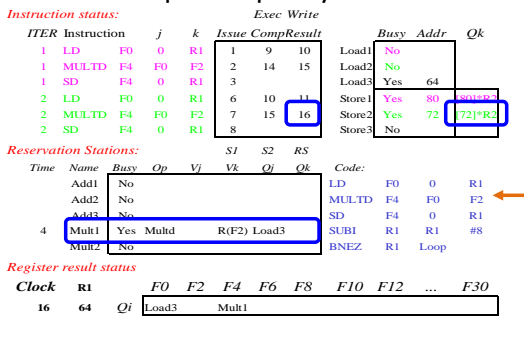 Instruction status: Exec Write
ITER Instruction j k Issue Comp Result Busy Addr Qk
1 LD F0 0 R1 1 9 10 Load1 No
1 MULTD F4 F0 F2 2 14 15 Load2 No
1 SD F4 0 R1 3 Load3 Yes 64
2 LD F0 0 R1 6 10 11 Store1 Yes 80 [80]*R2
2 MULTD F4 F0 F2 7 15 16 Store2 Yes 72 [72]*R2
2 SD F4 0 R1 8 Store3 No
Reservation Stations: S1 S2 RS
Time Name Busy Op Vj Vk Qj Qk Code:
Add1 No LD F0 0 R1
Add2 No MULTD F4 F0 F2
Add3 No SD F4 0 R1
4 Mult1 Yes Multd R(F2) Load3 SUBI R1 R1 #8
Mult2 No BNEZ R1 Loop
Register result status
Clock R1 F0 F2 F4 F6 F8 F10 F12 ... F30
16 64 Qi Load3 Mult1